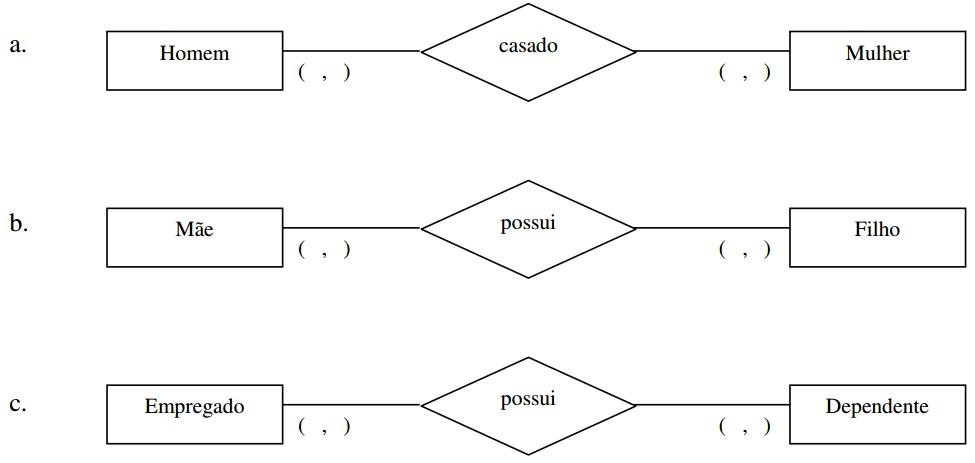 a. Homem casado Mulher
( , ) ( , )
b. Mãe possui Filho
( , ) ( , )
c. Empregado possui Dependente
( , ) ( , )